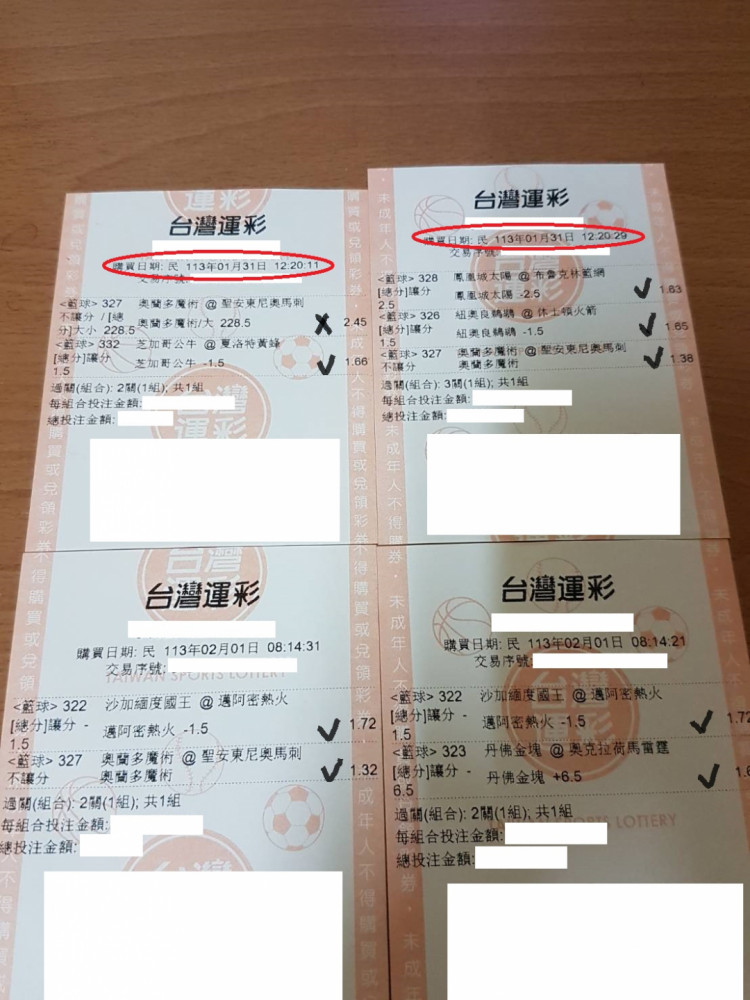 台灣運彩
購買日期: 民 113年01月31日 12:20:11
交易序號:
<籃球> 327 奧蘭多魔術 @ 聖安東尼奧馬刺
不讓分 / [總分]大小 228.5 奧蘭多魔術/大 228.5 ✗ 2.45
<籃球> 332 芝加哥公牛 @ 夏洛特黃蜂
[總分]讓分 - 1.5 芝加哥公牛 -1.5 ✓ 1.66
過關(組合): 2關(1組); 共1組
每組合投注金額:
總投注金額:
台灣運彩
購買日期: 民 113年01月31日 12:20:29
交易序號:
<籃球> 328 鳳凰城太陽 @ 布魯克林籃網
[總分]讓分 - 2.5 鳳凰城太陽 -2.5 ✓ 1.63
<籃球> 326 紐奧良鵜鶘 @ 休士頓火箭
[總分]讓分 - 1.5 紐奧良鵜鶘 -1.5 ✓ 1.65
<籃球> 327 奧蘭多魔術 @ 聖安東尼奧馬刺
不讓分 奧蘭多魔術 ✓ 1.38
過關(組合): 3關(1組); 共1組
每組合投注金額:
總投注金額:
台灣運彩
購買日期: 民 113年02月01日 08:14:31
交易序號:
TAIWAN SPORTS LOTTERY
<籃球> 322 沙加緬度國王 @ 邁阿密熱火
[總分]讓分 - 1.5 邁阿密熱火 -1.5 ✓ 1.72
<籃球> 327 奧蘭多魔術 @ 聖安東尼奧馬刺
不讓分 奧蘭多魔術 ✓ 1.32
過關(組合): 2關(1組); 共1組
每組合投注金額:
總投注金額:
台灣運彩
購買日期: 民 113年02月01日 08:14:21
交易序號:
<籃球> 322 沙加緬度國王 @ 邁阿密熱火
[總分]讓分 - 1.5 邁阿密熱火 -1.5 ✓ 1.72
<籃球> 323 丹佛金塊 @ 奧克拉荷馬雷霆
[總分]讓分 - 6.5 丹佛金塊 +6.5 ✓
過關(組合): 2關(1組); 共1組
每組合投注金額:
總投注金額: